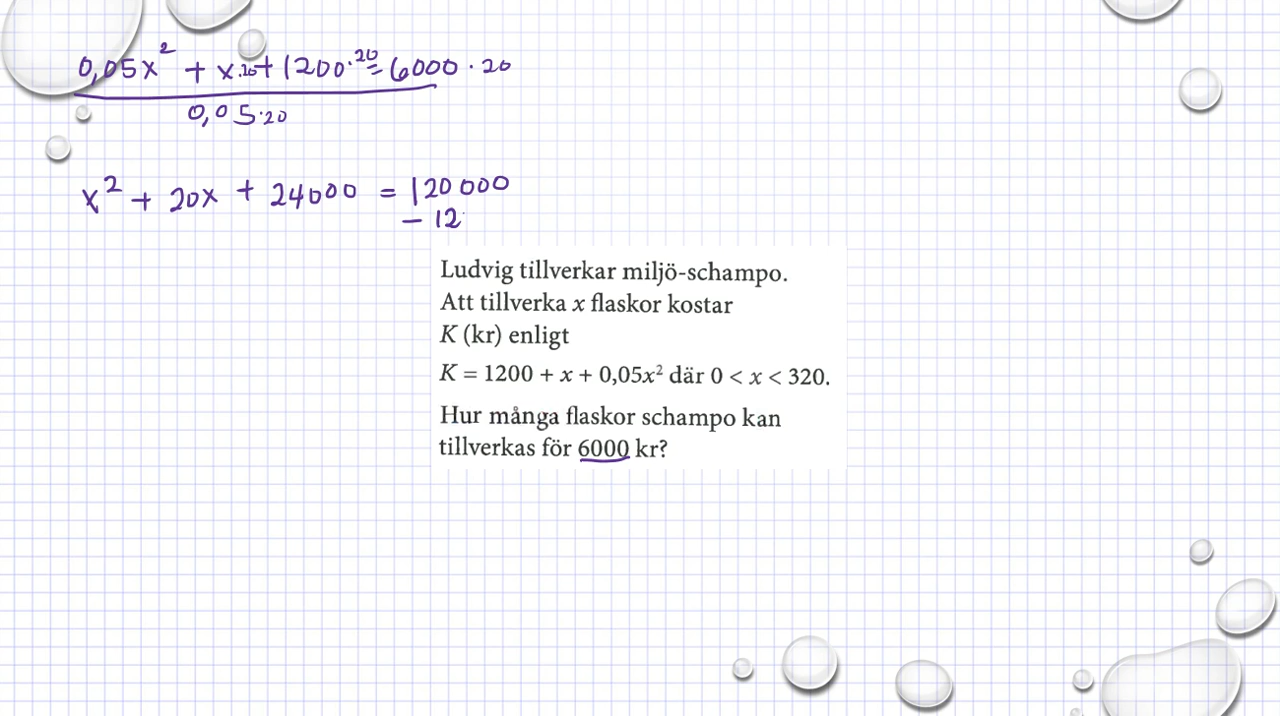 0,05x² + x·20 + 1200·20 = 6000·20
0,05·20
x² + 20x + 24000 = 120 000
− 12
Ludvig tillverkar miljö-schampo.
Att tillverka x flaskor kostar
K (kr) enligt
K = 1200 + x + 0,05x² där 0 < x < 320.
Hur många flaskor schampo kan
tillverkas för 6000 kr?